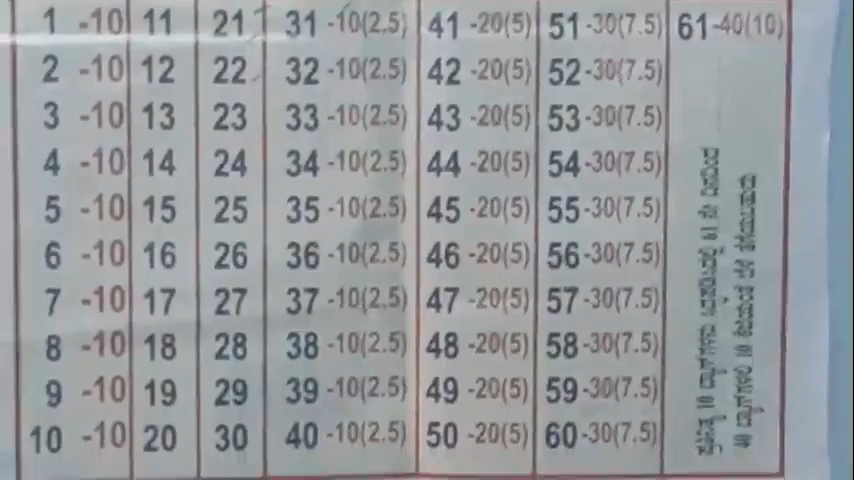 1 -10 11 21 31 -10(2.5) 41 -20(5) 51 -30(7.5) 61 -40(10)
2 -10 12 22 32 -10(2.5) 42 -20(5) 52 -30(7.5)
3 -10 13 23 33 -10(2.5) 43 -20(5) 53 -30(7.5)
4 -10 14 24 34 -10(2.5) 44 -20(5) 54 -30(7.5)
5 -10 15 25 35 -10(2.5) 45 -20(5) 55 -30(7.5)
6 -10 16 26 36 -10(2.5) 46 -20(5) 56 -30(7.5)
7 -10 17 27 37 -10(2.5) 47 -20(5) 57 -30(7.5)
8 -10 18 28 38 -10(2.5) 48 -20(5) 58 -30(7.5)
9 -10 19 29 39 -10(2.5) 49 -20(5) 59 -30(7.5)
10 -10 20 30 40 -10(2.5) 50 -20(5) 60 -30(7.5)